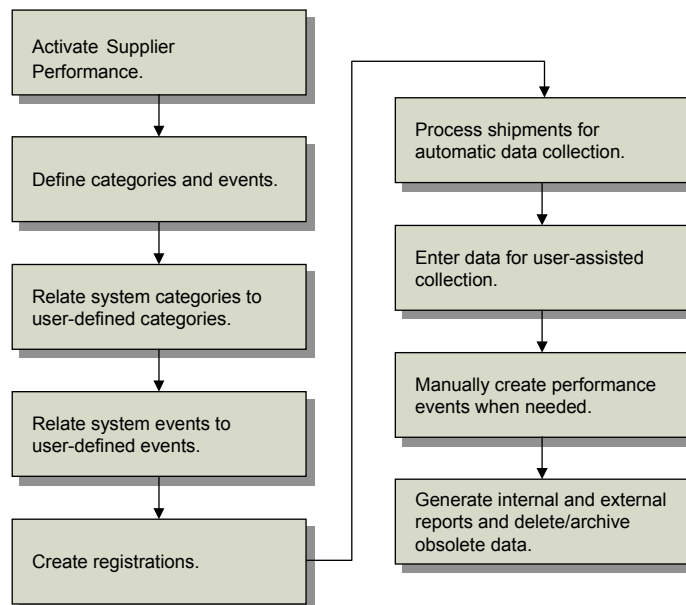 Activate Supplier
Performance.
Define categories and events.
Relate system categories to
user-defined categories.
Relate system events to
user-defined events.
Create registrations.
Process shipments for
automatic data collection.
Enter data for user-assisted
collection.
Manually create performance
events when needed.
Generate internal and external
reports and delete/archive
obsolete data.